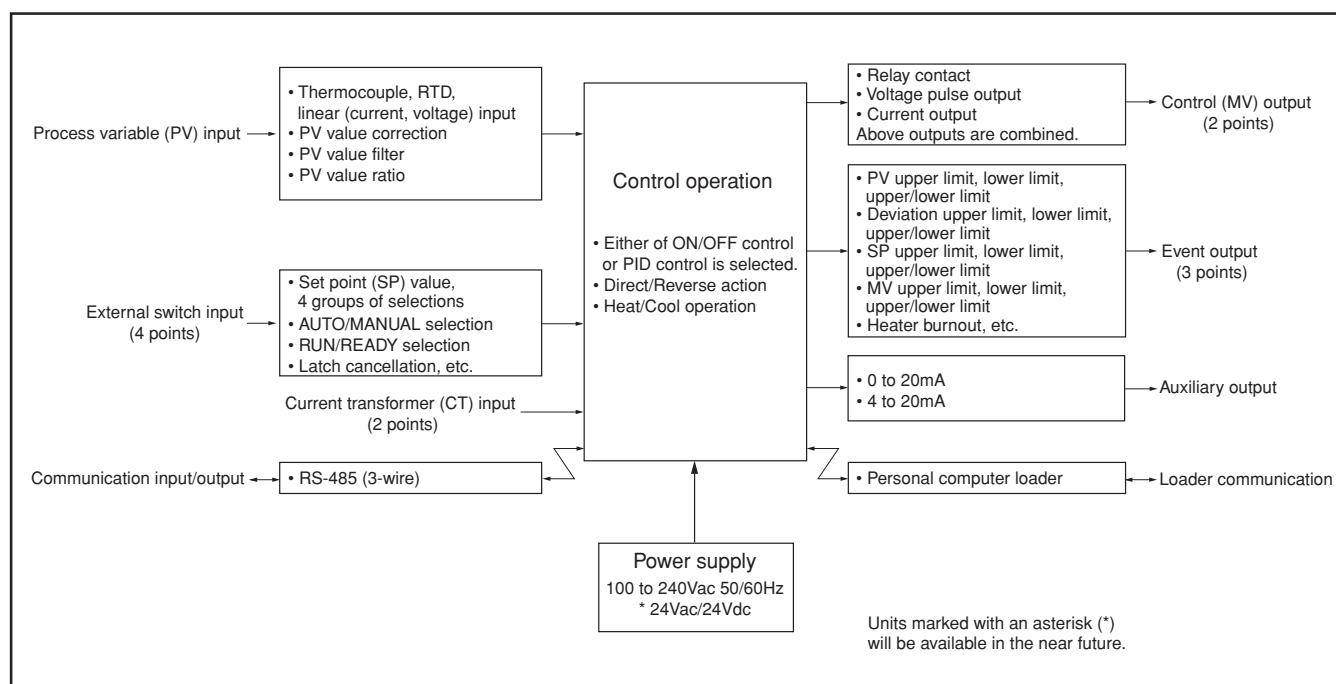 Process variable (PV) input
• Thermocouple, RTD,
linear (current, voltage) input
• PV value correction
• PV value filter
• PV value ratio
External switch input
(4 points)
• Set point (SP) value,
4 groups of selections
• AUTO/MANUAL selection
• RUN/READY selection
• Latch cancellation, etc.
Current transformer (CT) input
(2 points)
Communication input/output
• RS-485 (3-wire)
Control operation
• Either of ON/OFF control
or PID control is selected.
• Direct/Reverse action
• Heat/Cool operation
Power supply
100 to 240Vac 50/60Hz
* 24Vac/24Vdc
• Relay contact
• Voltage pulse output
• Current output
Above outputs are combined.
Control (MV) output
(2 points)
• PV upper limit, lower limit,
upper/lower limit
• Deviation upper limit, lower limit,
upper/lower limit
• SP upper limit, lower limit,
upper/lower limit
• MV upper limit, lower limit,
upper/lower limit
• Heater burnout, etc.
Event output
(3 points)
• 0 to 20mA
• 4 to 20mA
Auxiliary output
• Personal computer loader
Loader communication
Units marked with an asterisk (*)
will be available in the near future.